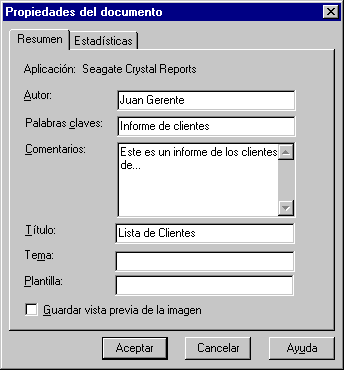 Propiedades del documento
Resumen Estadísticas
Aplicación: Seagate Crystal Reports
Autor: Juan Gerente
Palabras claves: Informe de clientes
Comentarios: Este es un informe de los clientes
de...
Título: Lista de Clientes
Tema:
Plantilla:
Guardar vista previa de la imagen
Aceptar Cancelar Ayuda